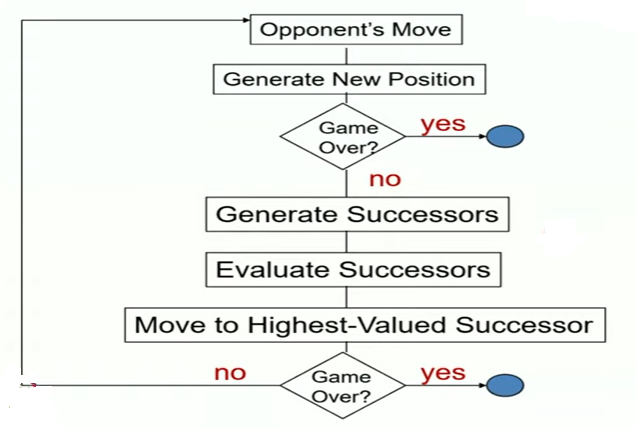 Opponent's Move
Generate New Position
Game
Over?
yes
no
Generate Successors
Evaluate Successors
Move to Highest-Valued Successor
no
Game
Over?
yes